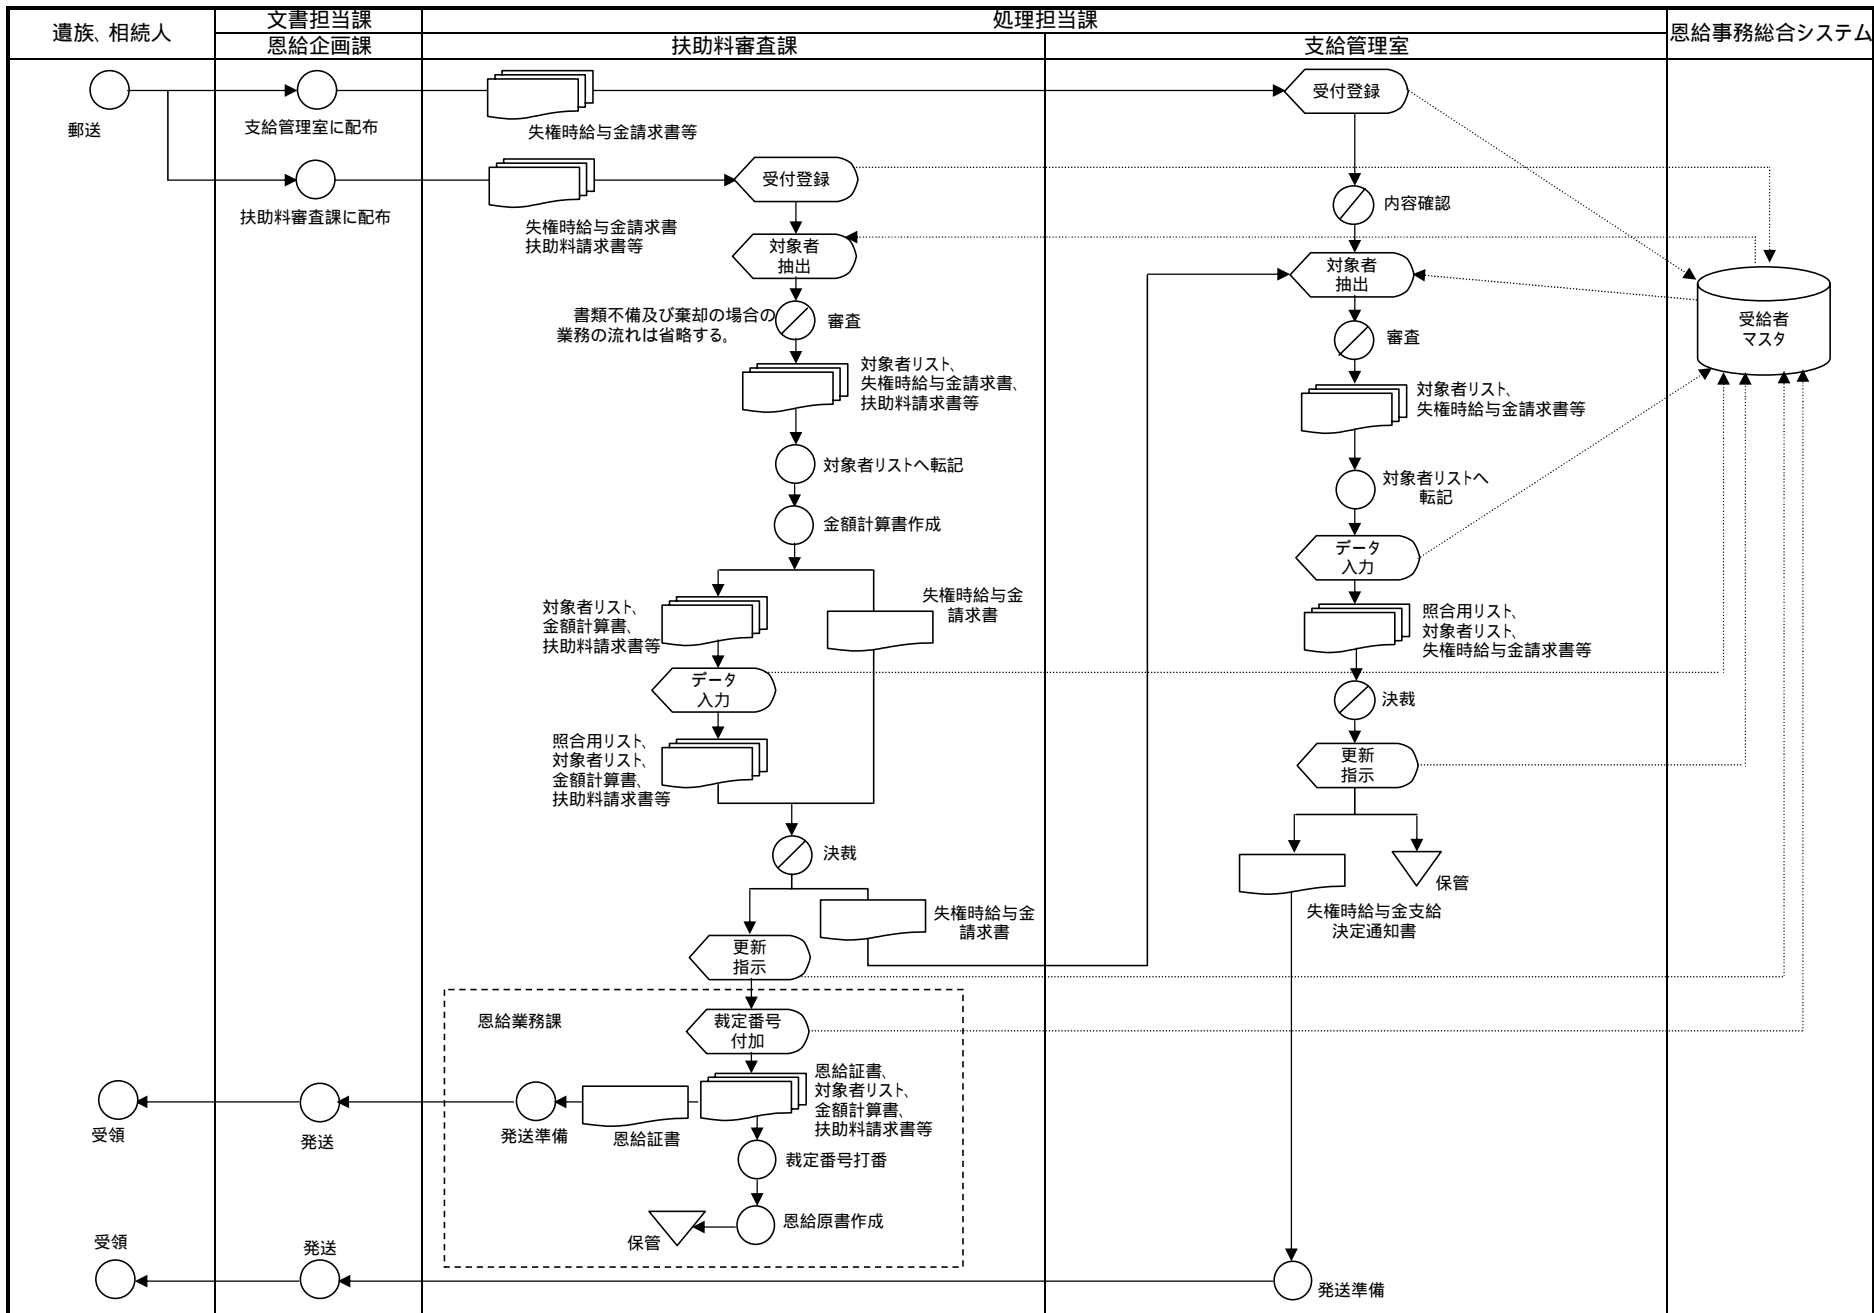 遺族、相続人
文書担当課
恩給企画課
処理担当課
扶助料審査課
支給管理室
恩給事務総合システム
郵送
支給管理室に配布
失権時給与金請求書等
受付登録
扶助料審査課に配布
失権時給与金請求書
扶助料請求書等
受付登録
内容確認
対象者
抽出
対象者
抽出
受給者
マスタ
書類不備及び棄却の場合の
業務の流れは省略する。
審査
審査
対象者リスト、
失権時給与金請求書、
扶助料請求書等
対象者リスト、
失権時給与金請求書等
対象者リストへ転記
対象者リストへ
転記
金額計算書作成
データ
入力
対象者リスト、
金額計算書、
扶助料請求書等
失権時給与金
請求書
照合用リスト、
対象者リスト、
失権時給与金請求書等
データ
入力
決裁
照合用リスト、
対象者リスト、
金額計算書、
扶助料請求書等
更新
指示
決裁
保管
失権時給与金
請求書
失権時給与金支給
決定通知書
更新
指示
恩給業務課
裁定番号
付加
恩給証書、
対象者リスト、
金額計算書、
扶助料請求書等
受領
発送
発送準備
恩給証書
裁定番号打番
恩給原書作成
保管
受領
発送
発送準備